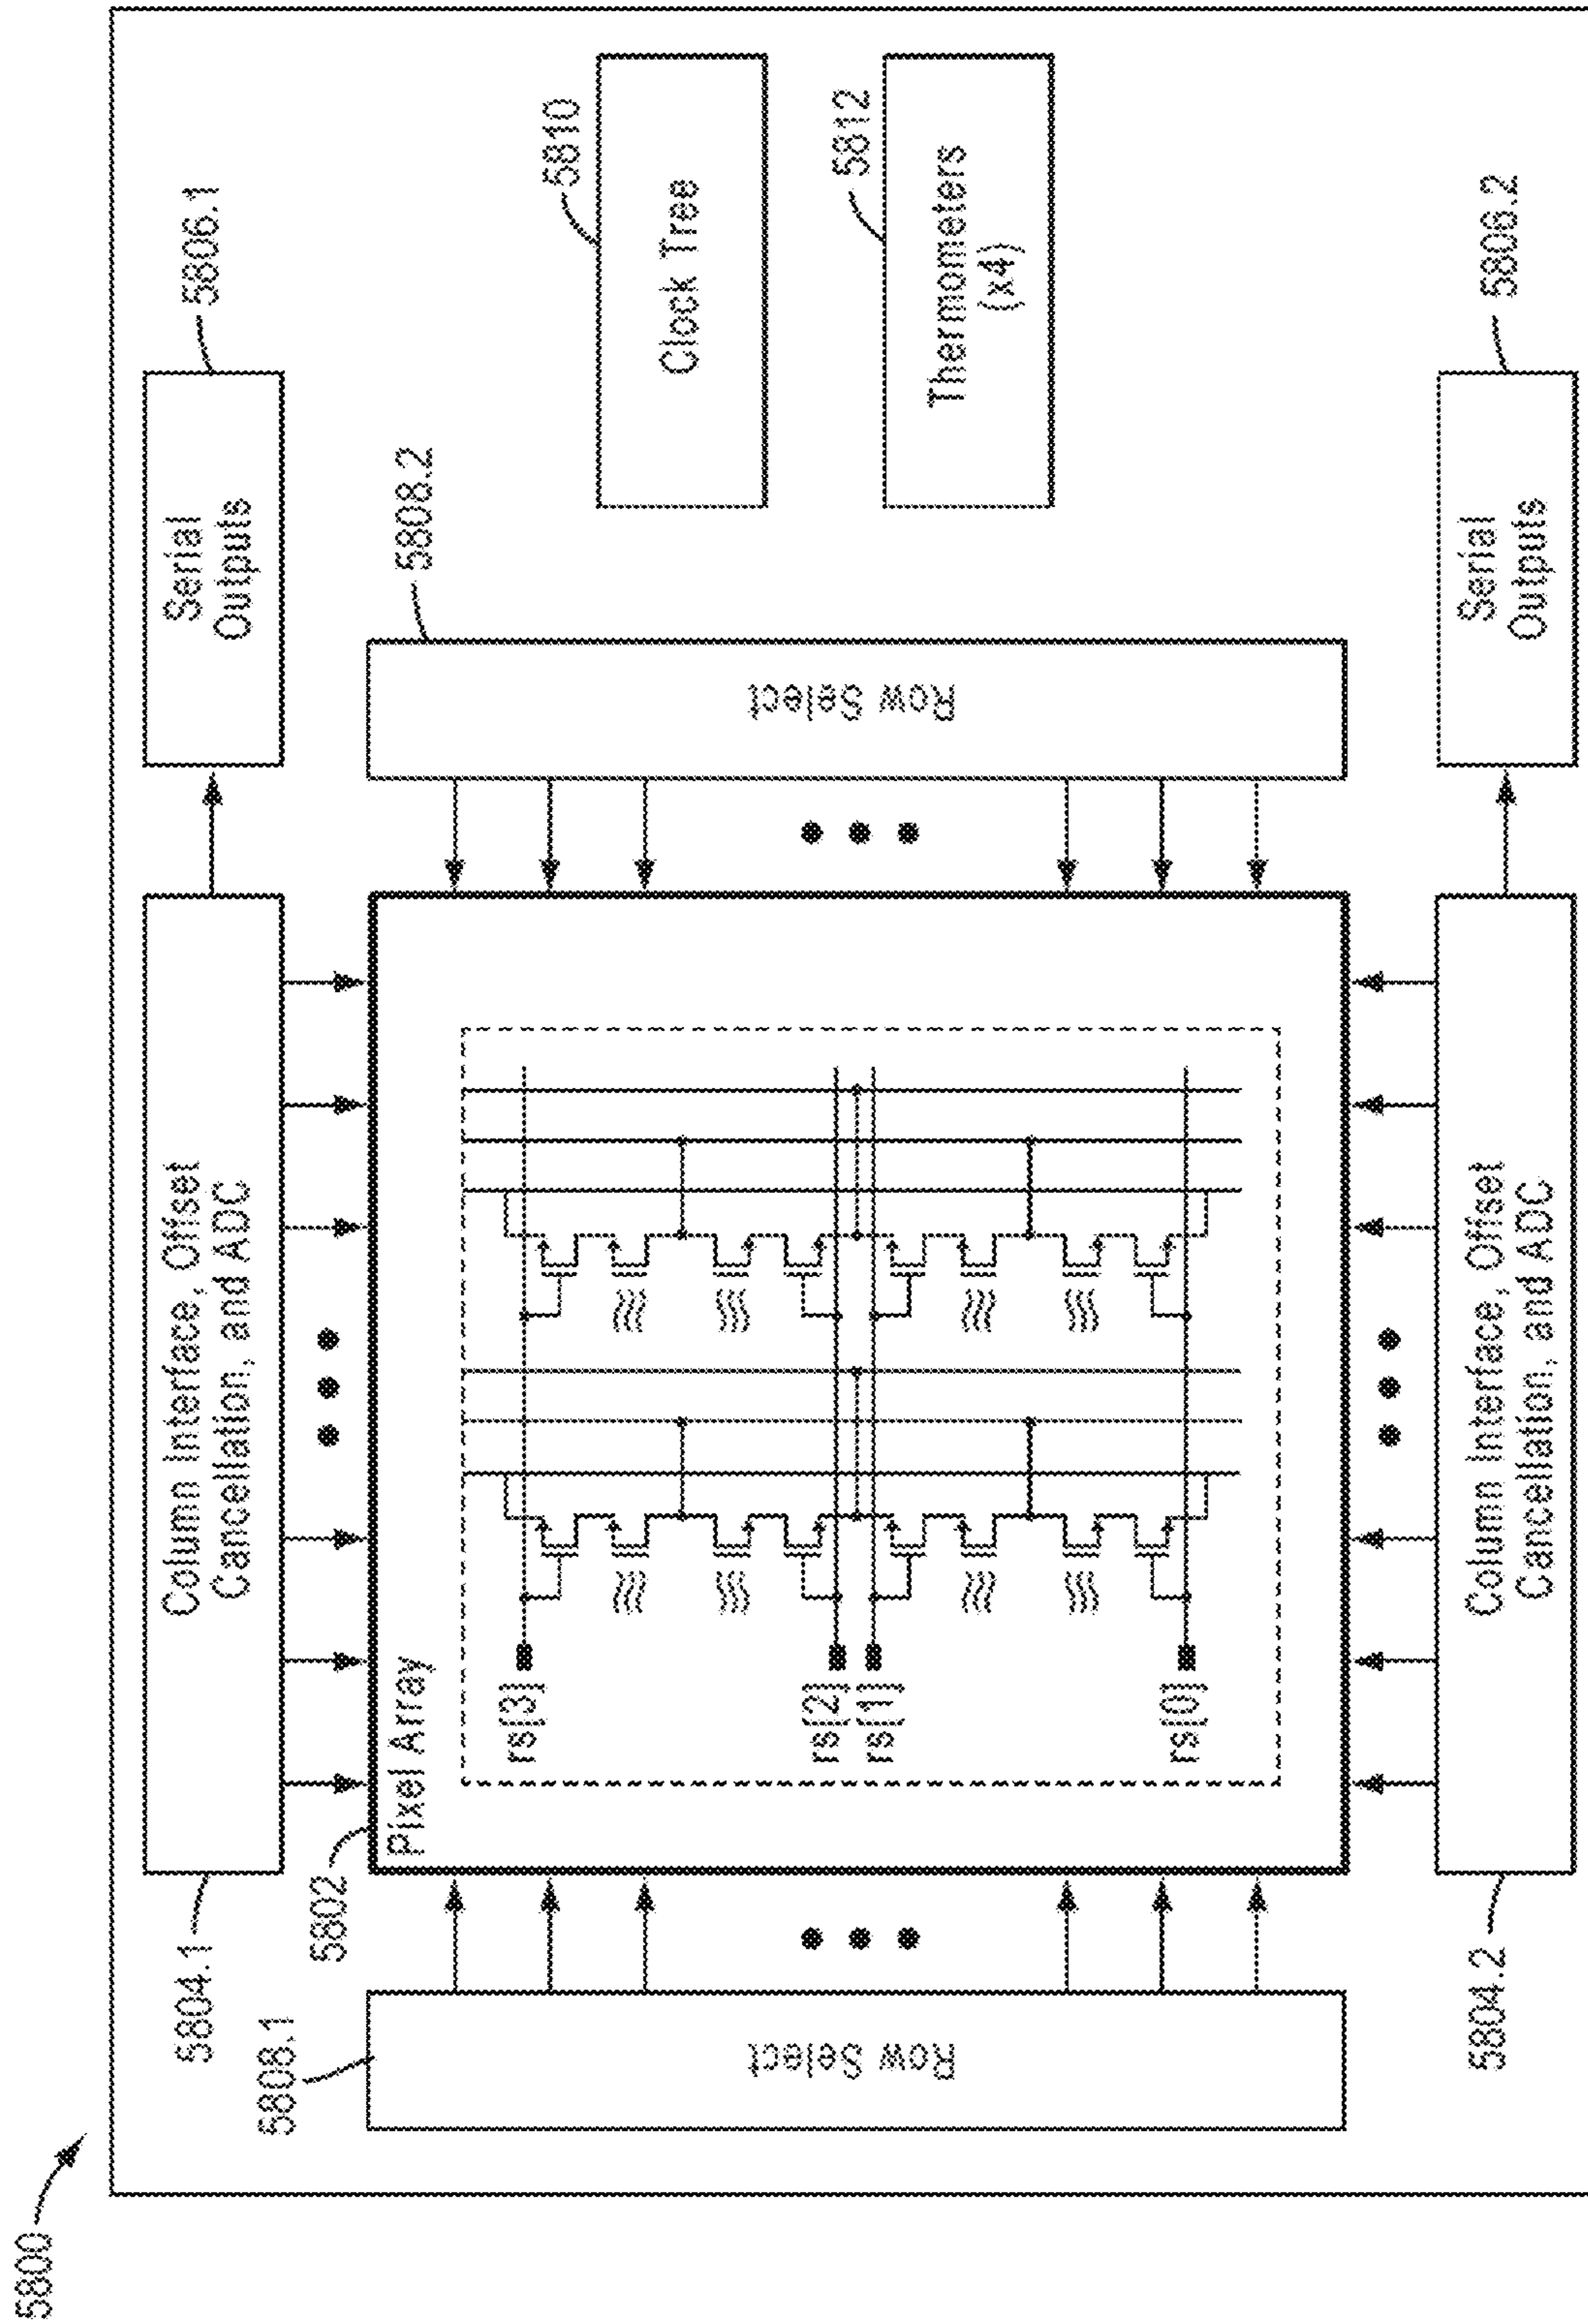 5800
5804.1
Column Interface, Offset
Cancellation, and ADC
Serial
Outputs
5806.1
5808.1
5802
5808.2
Row Select
Pixel Array
rs[3]
rs[2]
rs[1]
rs[0]
Row Select
Clock Tree
5810
Thermometers
(x4)
5812
5804.2
Column Interface, Offset
Cancellation, and ADC
Serial
Outputs
5806.2